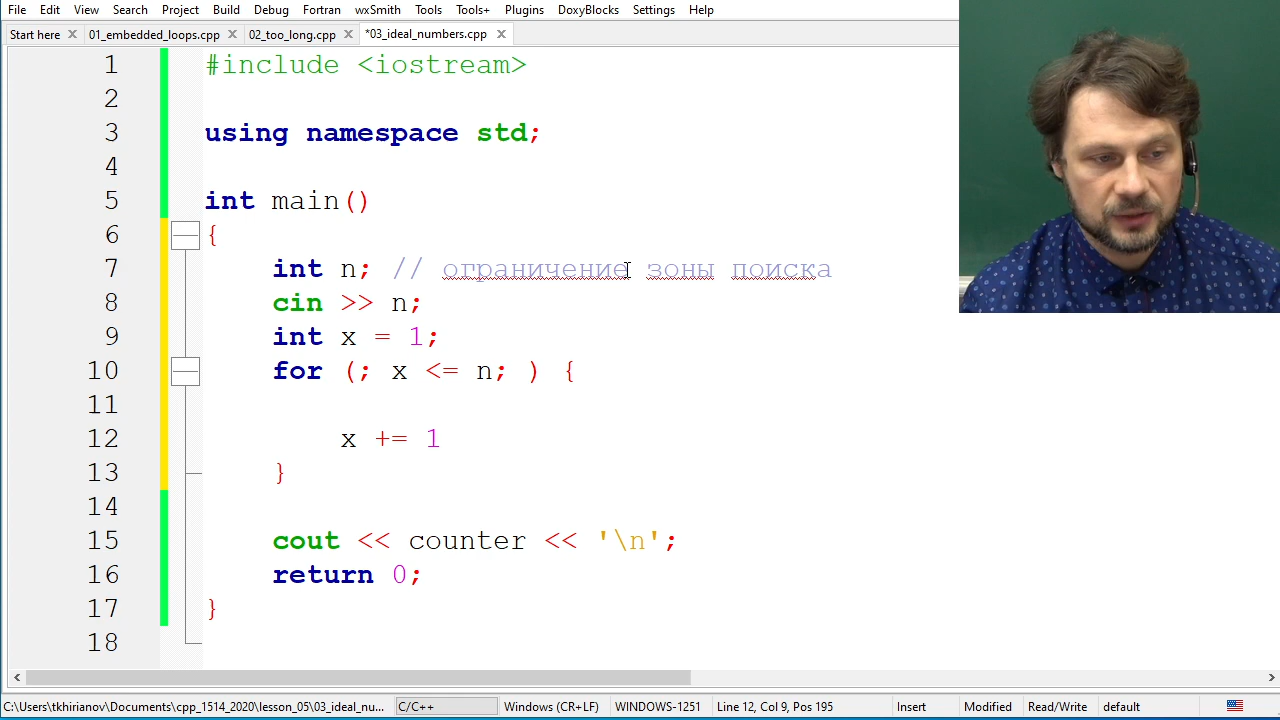 File Edit View Search Project Build Debug Fortran wxSmith Tools Tools+ Plugins DoxyBlocks Settings Help
Start here 01_embedded_loops.cpp 02_too_long.cpp *03_ideal_numbers.cpp
1 #include <iostream>
2
3 using namespace std;
4
5 int main()
6 {
7 int n; // ограничение зоны поиска
8 cin >> n;
9 int x = 1;
10 for (; x <= n; ) {
11
12 x += 1
13 }
14
15 cout << counter << '\n';
16 return 0;
17 }
18
C:\Users\tkhirianov\Documents\cpp_1514_2020\lesson_05\03_ideal_nu... C/C++ Windows (CR+LF) WINDOWS-1251 Line 12, Col 9, Pos 195 Insert Modified Read/Write default